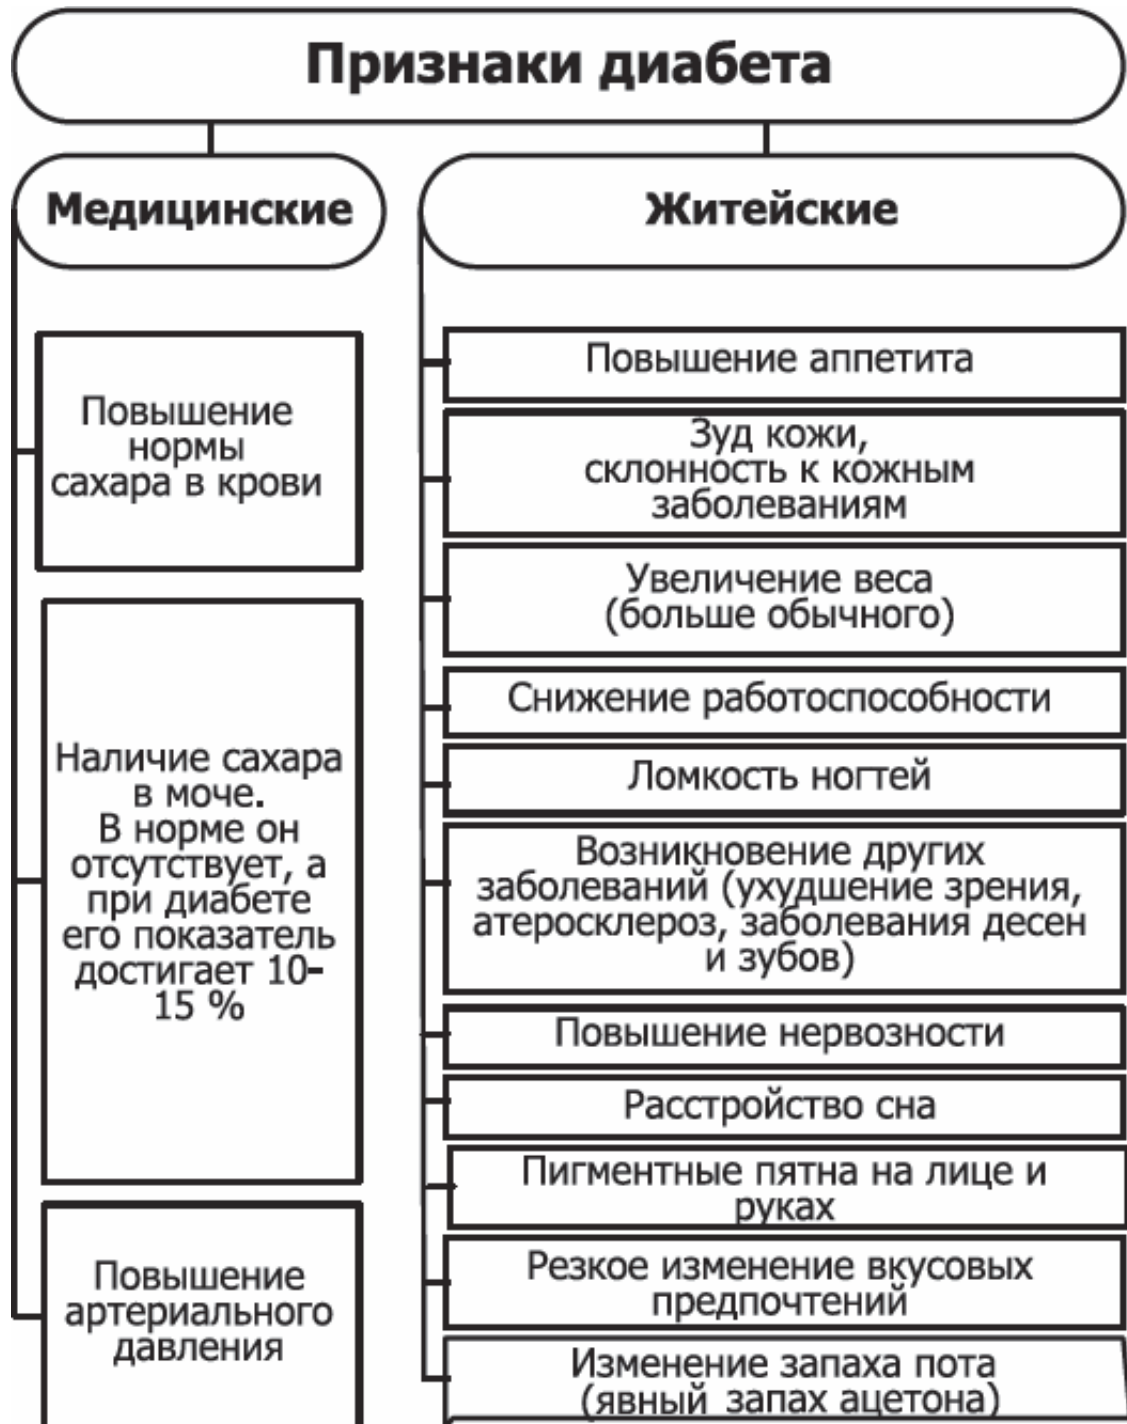 Признаки диабета
Медицинские
Житейские
Повышение
нормы
сахара в крови
Наличие сахара
в моче.
В норме он
отсутствует, а
при диабете
его показатель
достигает 10-
15 %
Повышение
артериального
давления
Повышение аппетита
Зуд кожи,
склонность к кожным
заболеваниям
Увеличение веса
(больше обычного)
Снижение работоспособности
Ломкость ногтей
Возникновение других
заболеваний (ухудшение зрения,
атеросклероз, заболевания десен
и зубов)
Повышение нервозности
Расстройство сна
Пигментные пятна на лице и
руках
Резкое изменение вкусовых
предпочтений
Изменение запаха пота
(явный запах ацетона)